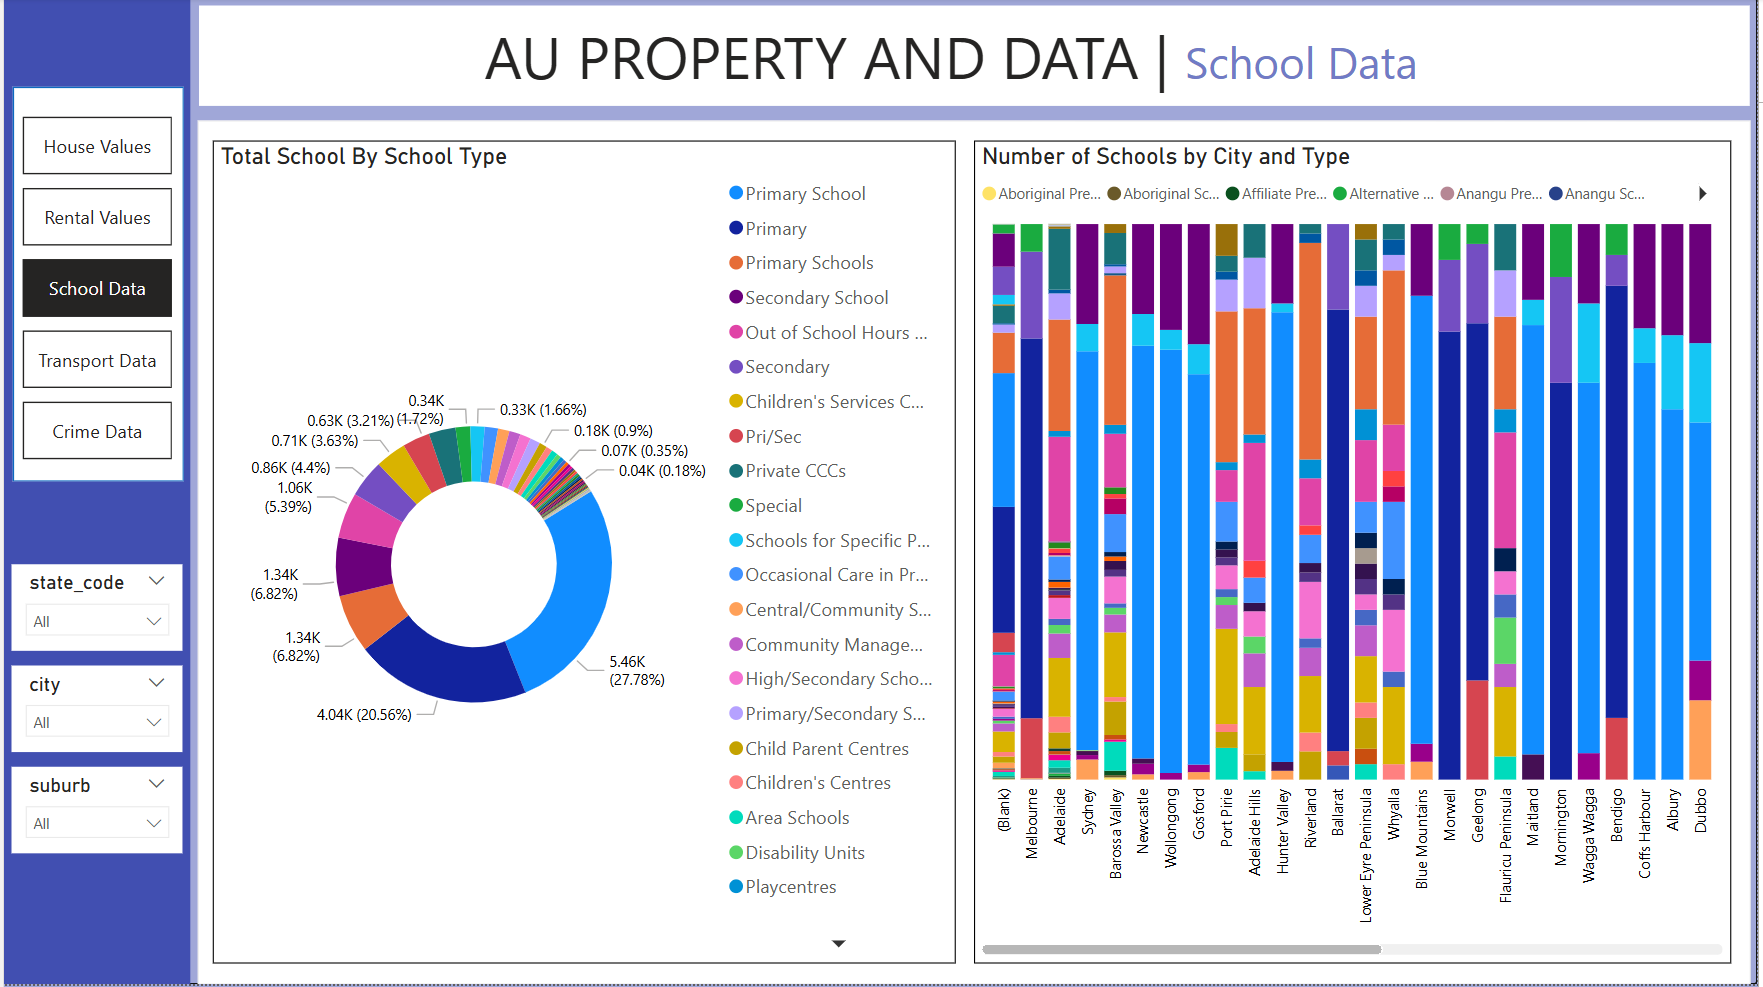 AU PROPERTY AND DATA | School Data
House Values
Rental Values
School Data
Transport Data
Crime Data
state_code
All
city
All
suburb
All
Total School By School Type
0.34K
(1.72%)
0.33K (1.66%)
0.63K (3.21%)
0.18K (0.9%)
0.71K (3.63%)
0.07K (0.35%)
0.86K (4.4%)
0.04K (0.18%)
1.06K
(5.39%)
1.34K
(6.82%)
1.34K
(6.82%)
5.46K
(27.78%)
4.04K (20.56%)
Primary School
Primary
Primary Schools
Secondary School
Out of School Hours ...
Secondary
Children's Services C...
Pri/Sec
Private CCCs
Special
Schools for Specific P...
Occasional Care in Pr...
Central/Community S...
Community Manage...
High/Secondary Scho...
Primary/Secondary S...
Child Parent Centres
Children's Centres
Area Schools
Disability Units
Playcentres
Number of Schools by City and Type
Aboriginal Pre... Aboriginal Sc... Affiliate Pre... Alternative ... Anangu Pre... Anangu Sc...
(Blank)
Melbourne
Adelaide
Sydney
Barossa Valley
Newcastle
Wollongong
Gosford
Port Pirie
Adelaide Hills
Hunter Valley
Riverland
Ballarat
Lower Eyre Peninsula
Whyalla
Blue Mountains
Morwell
Geelong
Flauricu Peninsula
Maitland
Mornington
Wagga Wagga
Bendigo
Coffs Harbour
Albury
Dubbo